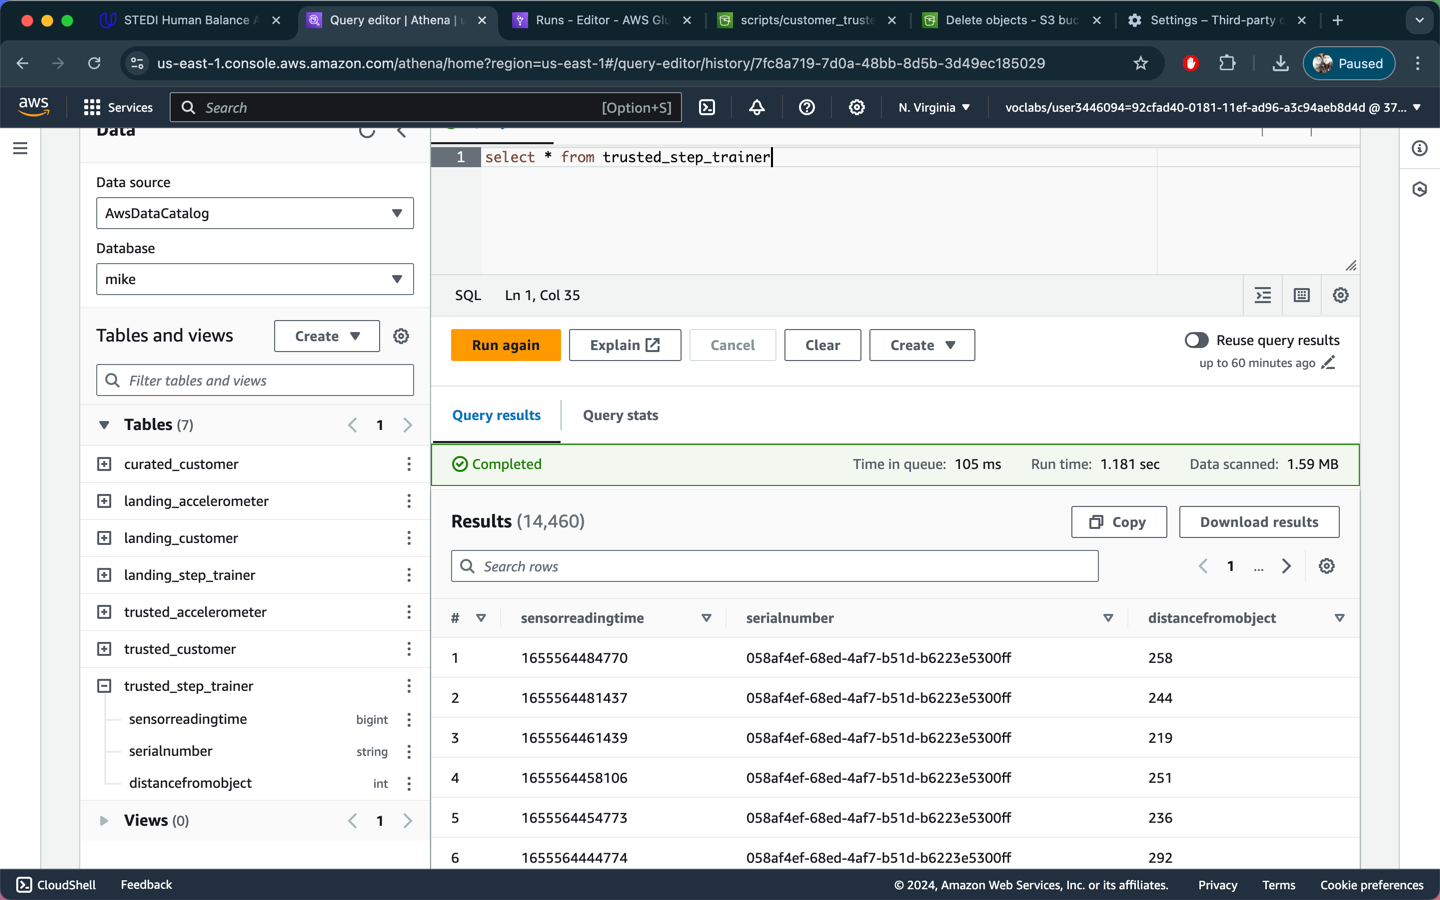 STEDI Human Balance A
Query editor | Athena | u
Runs - Editor - AWS Glu
scripts/customer_truste
Delete objects - S3 buc
Settings – Third-party c
us-east-1.console.aws.amazon.com/athena/home?region=us-east-1#/query-editor/history/7fc8a719-7d0a-48bb-8d5b-3d49ec185029
Paused
aws
Services
Search
[Option+S]
N. Virginia
voclabs/user3446094=92cfad40-0181-11ef-ad96-a3c94aeb8d4d @ 37...
Data
Data source
AwsDataCatalog
Database
mike
Tables and views
Create
Filter tables and views
Tables (7)
1
curated_customer
landing_accelerometer
landing_customer
landing_step_trainer
trusted_accelerometer
trusted_customer
trusted_step_trainer
sensorreadingtime bigint
serialnumber string
distancefromobject int
Views (0)
1
1 select * from trusted_step_trainer
SQL Ln 1, Col 35
Run again
Explain
Cancel
Clear
Create
Reuse query results
up to 60 minutes ago
Query results
Query stats
Completed
Time in queue: 105 ms
Run time: 1.181 sec
Data scanned: 1.59 MB
Results (14,460)
Copy
Download results
Search rows
1 ...
# sensorreadingtime serialnumber distancefromobject
1 1655564484770 058af4ef-68ed-4af7-b51d-b6223e5300ff 258
2 1655564481437 058af4ef-68ed-4af7-b51d-b6223e5300ff 244
3 1655564461439 058af4ef-68ed-4af7-b51d-b6223e5300ff 219
4 1655564458106 058af4ef-68ed-4af7-b51d-b6223e5300ff 251
5 1655564454773 058af4ef-68ed-4af7-b51d-b6223e5300ff 236
6 1655564444774 058af4ef-68ed-4af7-b51d-b6223e5300ff 292
CloudShell
Feedback
© 2024, Amazon Web Services, Inc. or its affiliates.
Privacy
Terms
Cookie preferences